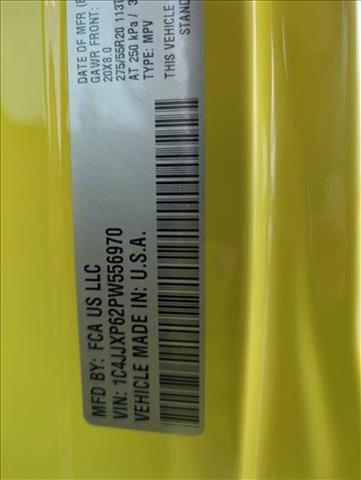 MFD BY: FCA US LLC
VIN: 1C4JJXP62PW556970
VEHICLE MADE IN: U.S.A.
DATE OF MFR
GAWR FRONT:
20X8.0
275/55R20
AT 250 kPa /
TYPE: MPV
THIS VEHICLE